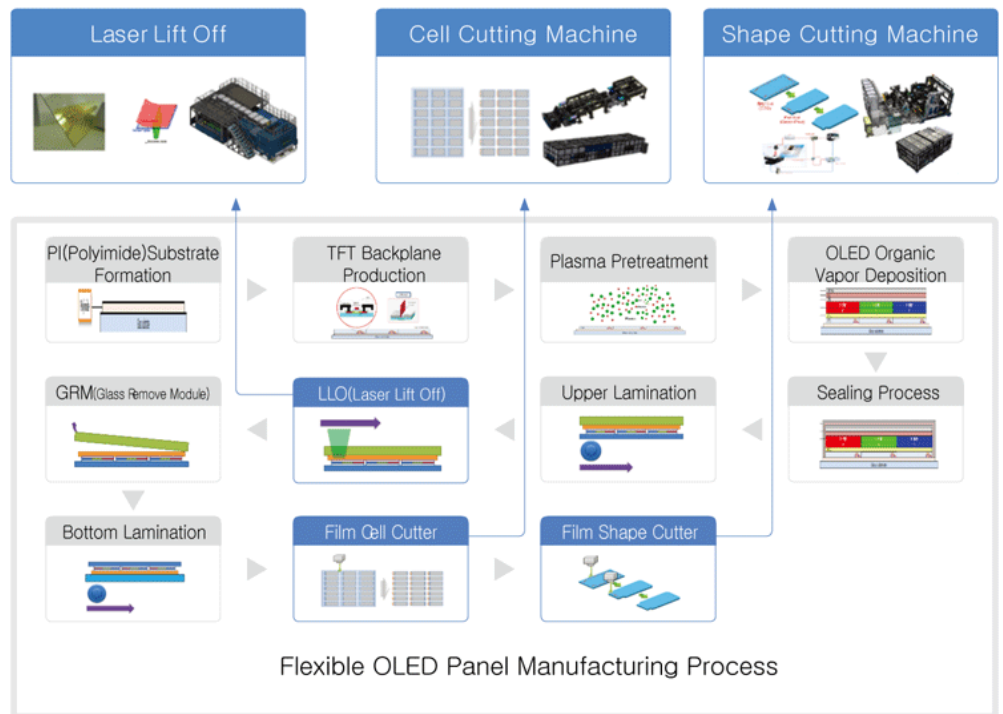 Laser Lift Off
Cell Cutting Machine
Shape Cutting Machine
PI(Polyimide)Substrate
Formation
TFT Backplane
Production
Plasma Pretreatment
OLED Organic
Vapor Deposition
GRM(Glass Remove Module)
LLO(Laser Lift Off)
Upper Lamination
Sealing Process
Bottom Lamination
Film Cell Cutter
Film Shape Cutter
Flexible OLED Panel Manufacturing Process